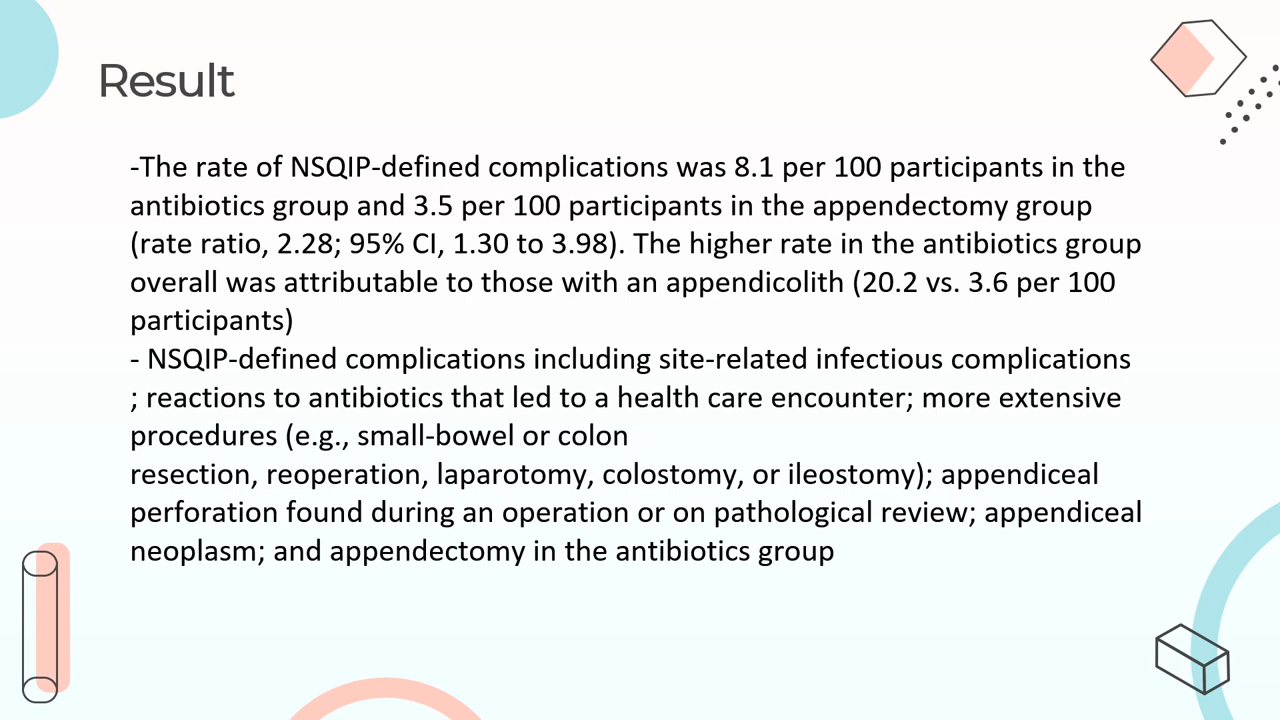 Result
-The rate of NSQIP-defined complications was 8.1 per 100 participants in the
antibiotics group and 3.5 per 100 participants in the appendectomy group
(rate ratio, 2.28; 95% CI, 1.30 to 3.98). The higher rate in the antibiotics group
overall was attributable to those with an appendicolith (20.2 vs. 3.6 per 100
participants)
- NSQIP-defined complications including site-related infectious complications
; reactions to antibiotics that led to a health care encounter; more extensive
procedures (e.g., small-bowel or colon
resection, reoperation, laparotomy, colostomy, or ileostomy); appendiceal
perforation found during an operation or on pathological review; appendiceal
neoplasm; and appendectomy in the antibiotics group